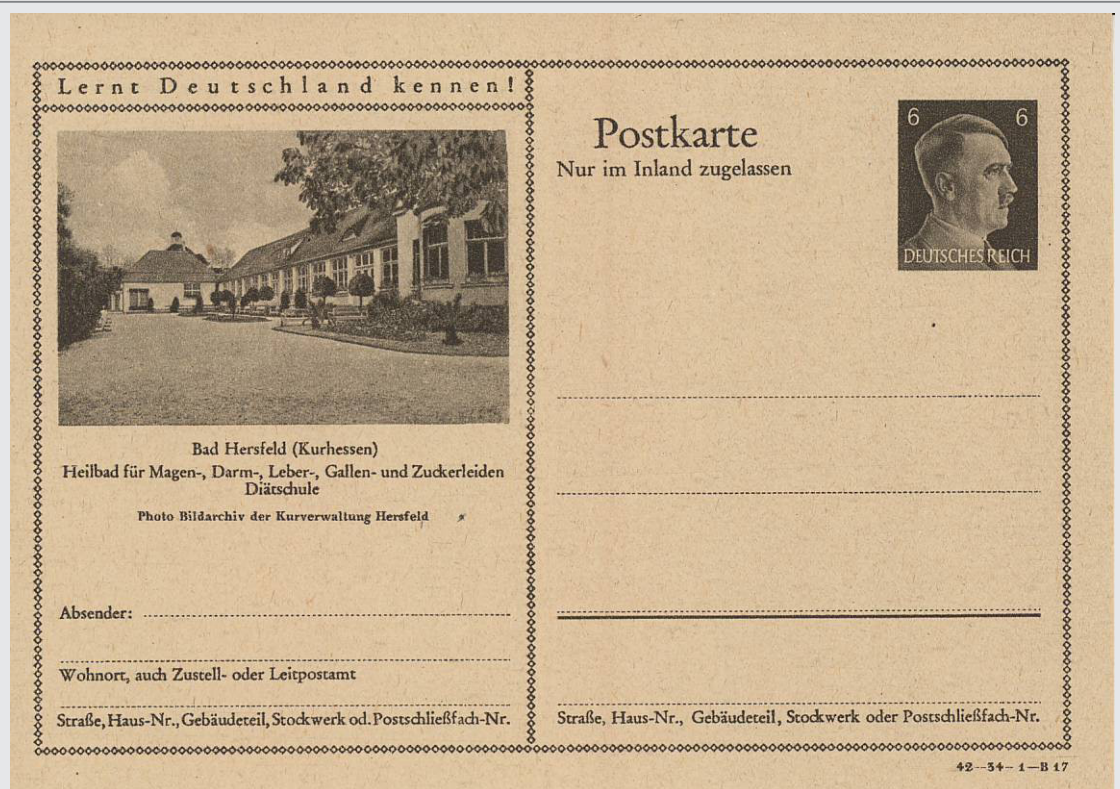 Lernt Deutschland kennen!
Bad Hersfeld (Kurhessen)
Heilbad für Magen-, Darm-, Leber-, Gallen- und Zuckerleiden
Diätschule
Photo Bildarchiv der Kurverwaltung Hersfeld
Absender:
Wohnort, auch Zustell- oder Leitpostamt
Straße, Haus-Nr., Gebäudeteil, Stockwerk od. Postschließfach-Nr.
Postkarte
Nur im Inland zugelassen
6 6
DEUTSCHES REICH
Straße, Haus-Nr., Gebäudeteil, Stockwerk oder Postschließfach-Nr.
42--34- 1—B 17